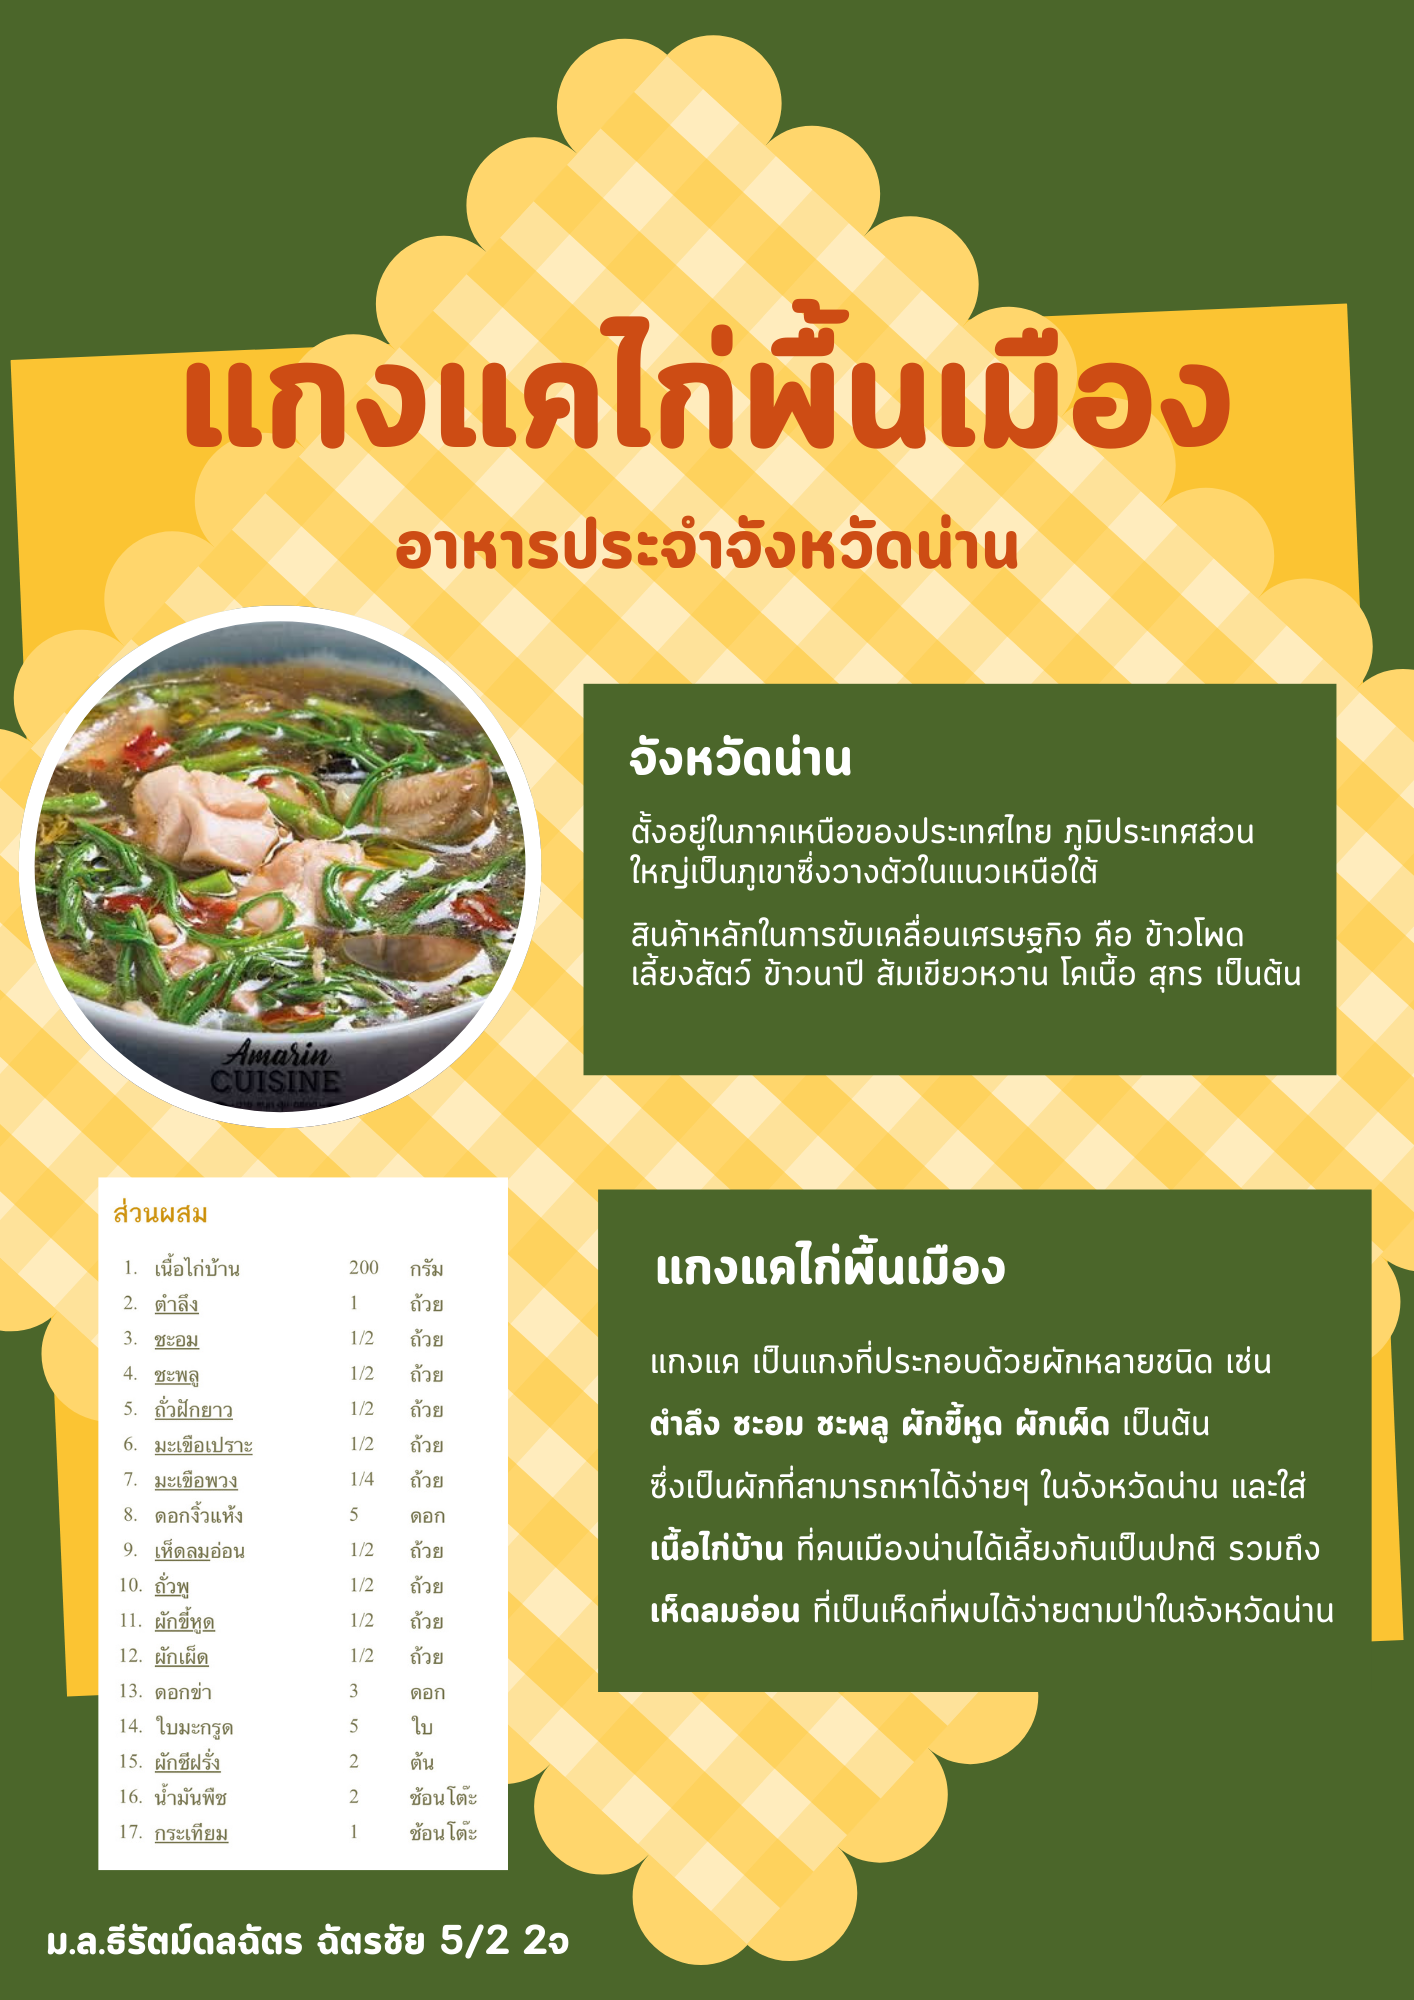 แกงแคไก่พื้นเมือง
อาหารประจำจังหวัดน่าน
Amarin
CUISINE
จังหวัดน่าน
ตั้งอยู่ในภาคเหนือของประเทศไทย ภูมิประเทศส่วน
ใหญ่เป็นภูเขาซึ่งวางตัวในแนวเหนือใต้
สินค้าหลักในการขับเคลื่อนเศรษฐกิจ คือ ข้าวโพด
เลี้ยงสัตว์ ข้าวนาปี ส้มเขียวหวาน โคเนื้อ สุกร เป็นต้น
ส่วนผสม
1. เนื้อไก่บ้าน 200 กรัม
2. ตำลึง 1 ถ้วย
3. ชะอม 1/2 ถ้วย
4. ชะพลู 1/2 ถ้วย
5. ถั่วฝักยาว 1/2 ถ้วย
6. มะเขือเปราะ 1/2 ถ้วย
7. มะเขือพวง 1/4 ถ้วย
8. ดอกงิ้วแห้ง 5 ดอก
9. เห็ดลมอ่อน 1/2 ถ้วย
10. ถั่วพู 1/2 ถ้วย
11. ผักขี้หูด 1/2 ถ้วย
12. ผักเผ็ด 1/2 ถ้วย
13. ดอกข่า 3 ดอก
14. ใบมะกรูด 5 ใบ
15. ผักชีฝรั่ง 2 ต้น
16. น้ำมันพืช 2 ช้อนโต๊ะ
17. กระเทียม 1 ช้อนโต๊ะ
แกงแคไก่พื้นเมือง
แกงแค เป็นแกงที่ประกอบด้วยผักหลายชนิด เช่น
ตำลึง ชะอม ชะพลู ผักขี้หูด ผักเผ็ด เป็นต้น
ซึ่งเป็นผักที่สามารถหาได้ง่ายๆ ในจังหวัดน่าน และใส่
เนื้อไก่บ้าน ที่คนเมืองน่านได้เลี้ยงกันเป็นปกติ รวมถึง
เห็ดลมอ่อน ที่เป็นเห็ดที่พบได้ง่ายตามป่าในจังหวัดน่าน
ม.ล.ธีรัตม์ดลฉัตร ฉัตรชัย 5/2 2จ